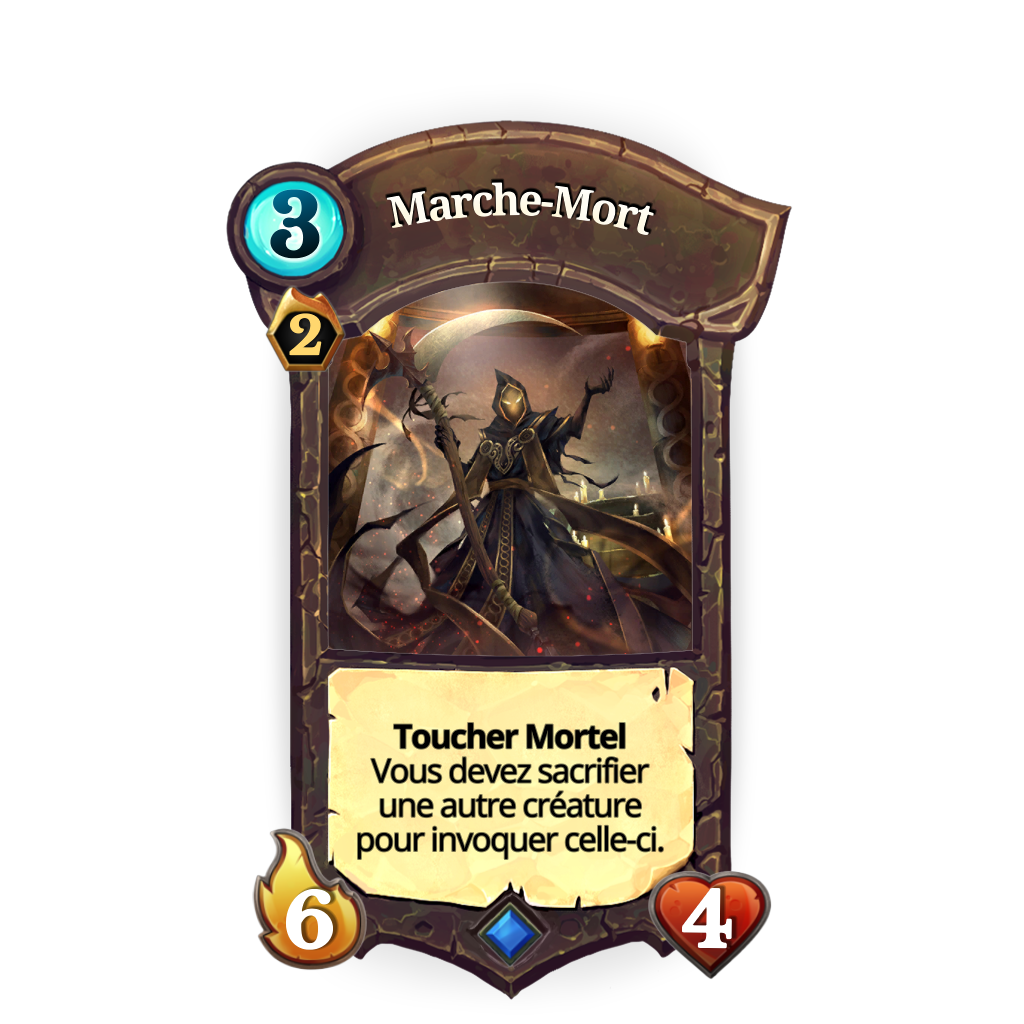 3
Marche-Mort
2
Toucher Mortel
Vous devez sacrifier
une autre créature
pour invoquer celle-ci.
6
4